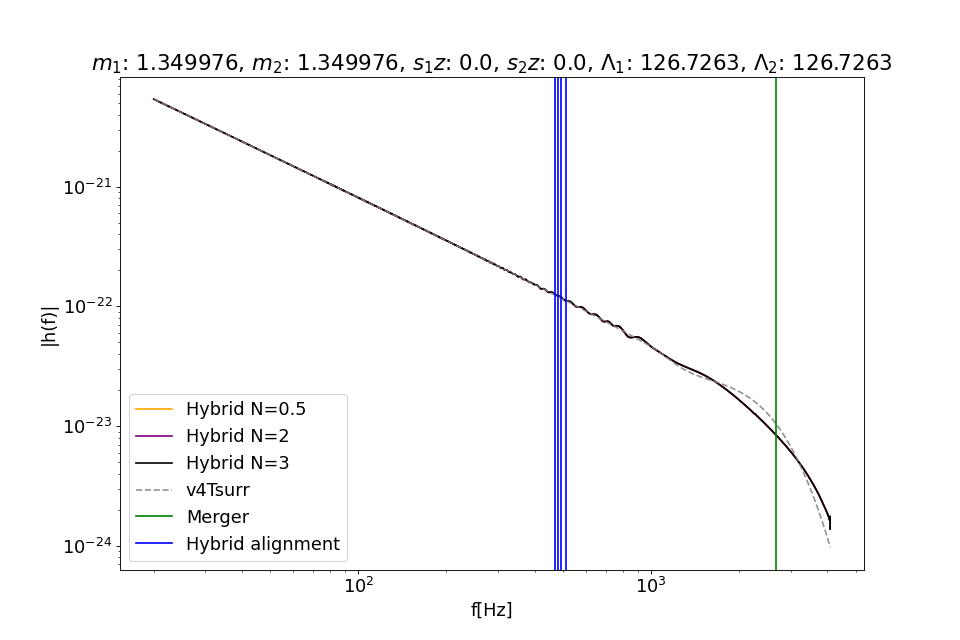 m₁: 1.349976, m₂: 1.349976, s₁z: 0.0, s₂z: 0.0, Λ₁: 126.7263, Λ₂: 126.7263
|h(f)|
10⁻²¹
10⁻²²
10⁻²³
10⁻²⁴
Hybrid N=0.5
Hybrid N=2
Hybrid N=3
v4Tsurr
Merger
Hybrid alignment
10² 10³
f[Hz]